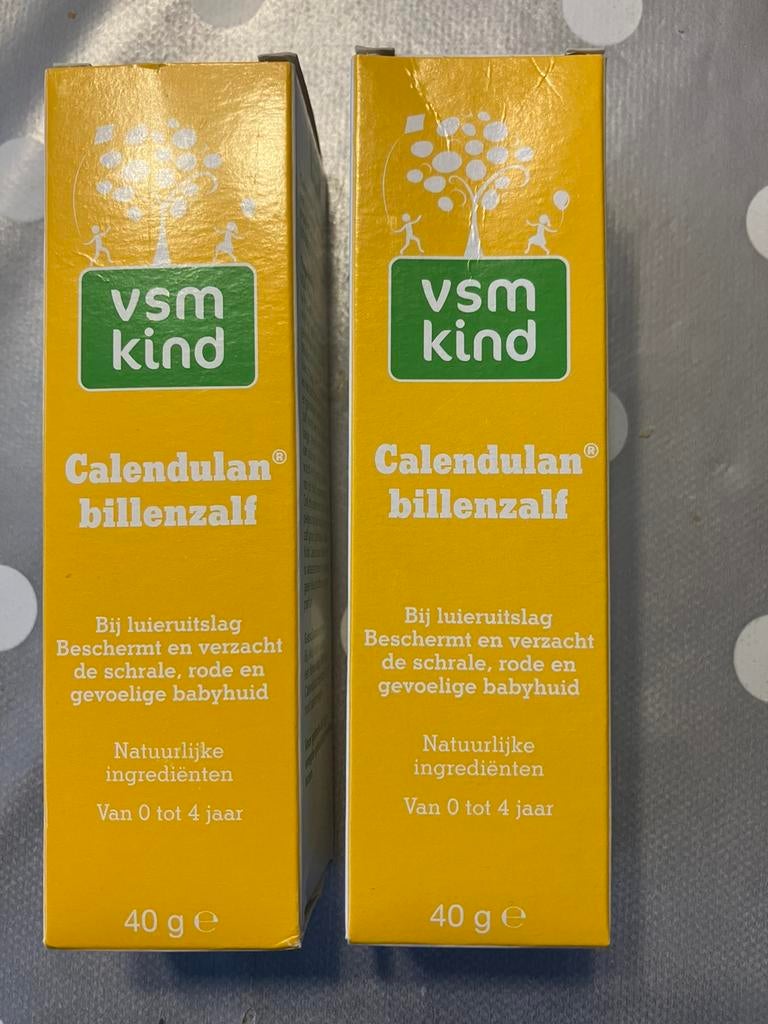 vsm
kind
Calendulan®
billenzalf
Bij luieruitslag
Beschermt en verzacht
de schrale, rode en
gevoelige babyhuid
Natuurlijke
ingrediënten
Van 0 tot 4 jaar
40 g ℮
vsm
kind
Calendulan®
billenzalf
Bij luieruitslag
Beschermt en verzacht
de schrale, rode en
gevoelige babyhuid
Natuurlijke
ingrediënten
Van 0 tot 4 jaar
40 g ℮